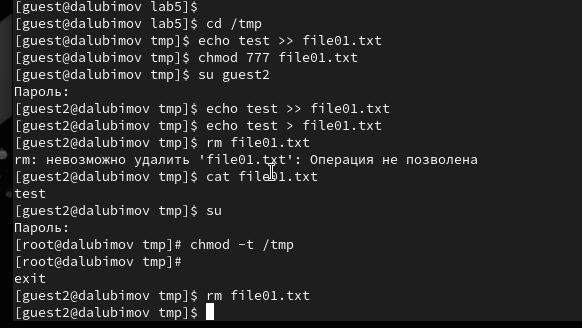 [guest@dalubimov lab5]$
[guest@dalubimov lab5]$ cd /tmp
[guest@dalubimov tmp]$ echo test >> file01.txt
[guest@dalubimov tmp]$ chmod 777 file01.txt
[guest@dalubimov tmp]$ su guest2
Пароль:
[guest2@dalubimov tmp]$ echo test >> file01.txt
[guest2@dalubimov tmp]$ echo test > file01.txt
[guest2@dalubimov tmp]$ rm file01.txt
rm: невозможно удалить 'file01.txt': Операция не позволена
[guest2@dalubimov tmp]$ cat file01.txt
test
[guest2@dalubimov tmp]$ su
Пароль:
[root@dalubimov tmp]# chmod -t /tmp
[root@dalubimov tmp]#
exit
[guest2@dalubimov tmp]$ rm file01.txt
[guest2@dalubimov tmp]$